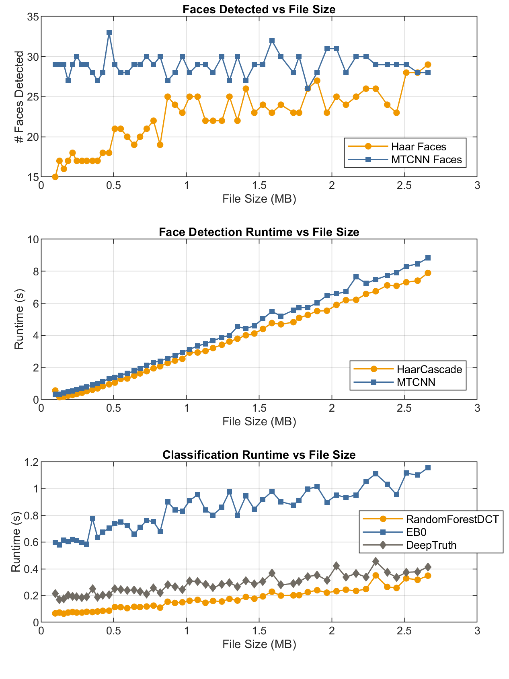 Faces Detected vs File Size
35
30
25
20
15
# Faces Detected
0
0.5
1
1.5
2
2.5
3
File Size (MB)
Haar Faces
MTCNN Faces
Face Detection Runtime vs File Size
10
8
6
4
2
0
Runtime (s)
0
0.5
1
1.5
2
2.5
3
File Size (MB)
HaarCascade
MTCNN
Classification Runtime vs File Size
1.2
1
0.8
0.6
0.4
0.2
0
Runtime (s)
0
0.5
1
1.5
2
2.5
3
File Size (MB)
RandomForestDCT
EB0
DeepTruth